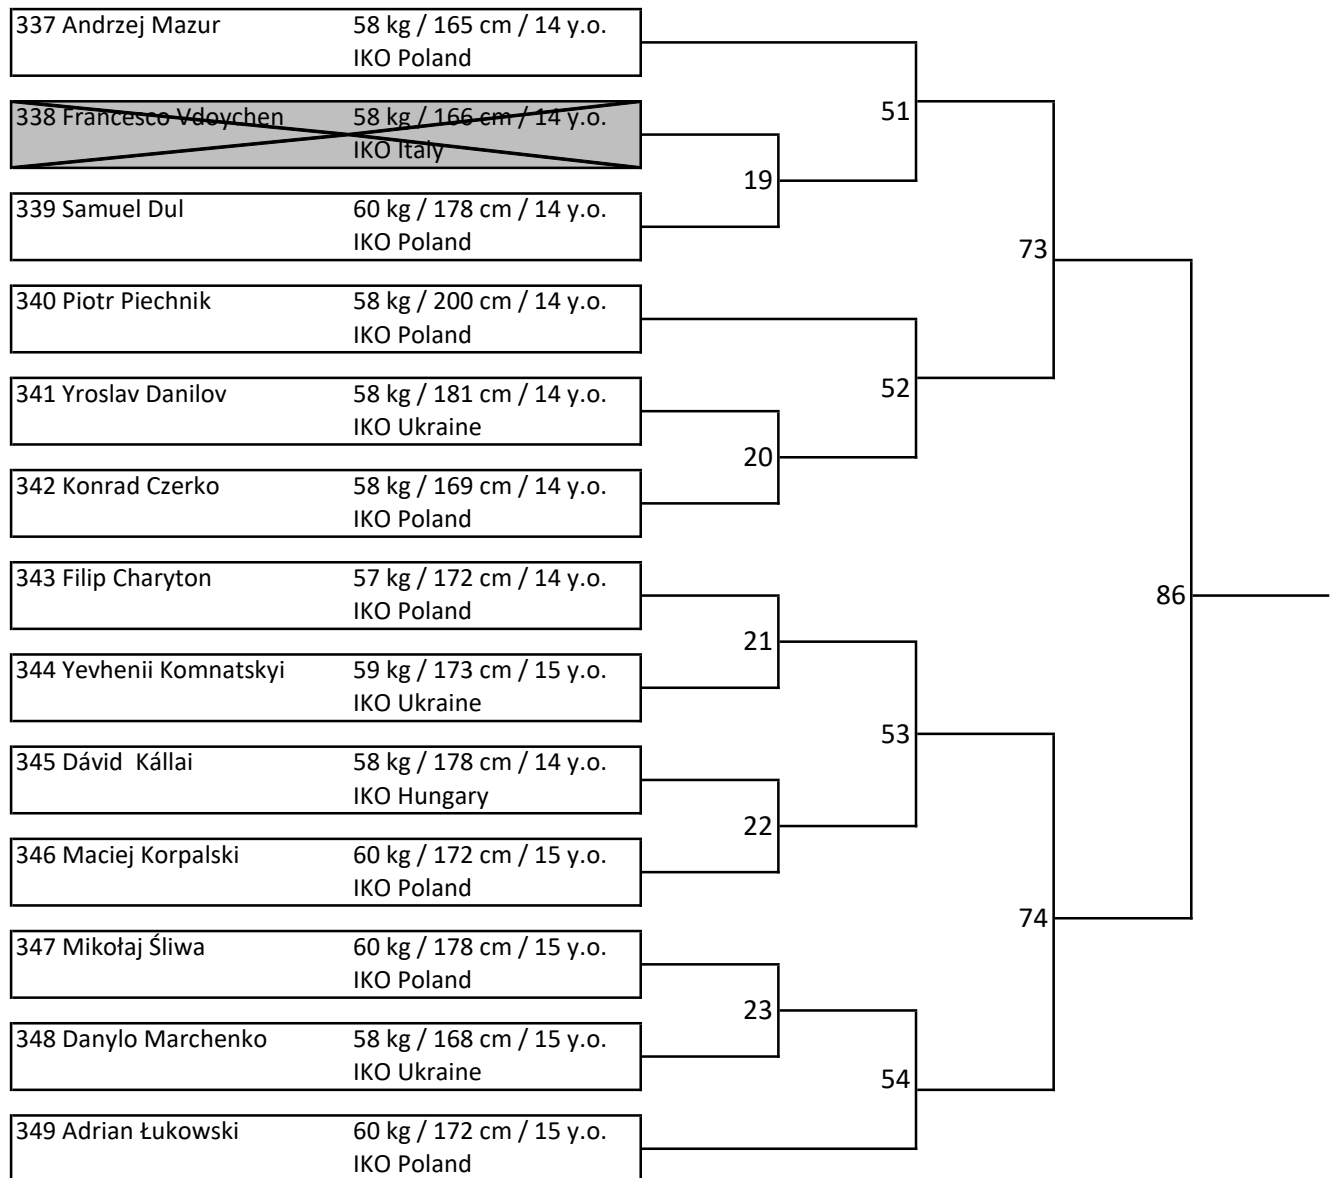 337 Andrzej Mazur 58 kg / 165 cm / 14 y.o.
IKO Poland
51
338 Francesco Vdoychen 58 kg / 166 cm / 14 y.o.
IKO Italy
19
339 Samuel Dul 60 kg / 178 cm / 14 y.o.
IKO Poland
73
340 Piotr Piechnik 58 kg / 200 cm / 14 y.o.
IKO Poland
52
341 Yroslav Danilov 58 kg / 181 cm / 14 y.o.
IKO Ukraine
20
342 Konrad Czerko 58 kg / 169 cm / 14 y.o.
IKO Poland
343 Filip Charyton 57 kg / 172 cm / 14 y.o.
IKO Poland
86
21
344 Yevhenii Komnatskyi 59 kg / 173 cm / 15 y.o.
IKO Ukraine
53
345 Dávid  Kállai 58 kg / 178 cm / 14 y.o.
IKO Hungary
22
346 Maciej Korpalski 60 kg / 172 cm / 15 y.o.
IKO Poland
74
347 Mikołaj Śliwa 60 kg / 178 cm / 15 y.o.
IKO Poland
23
348 Danylo Marchenko 58 kg / 168 cm / 15 y.o.
IKO Ukraine
54
349 Adrian Łukowski 60 kg / 172 cm / 15 y.o.
IKO Poland